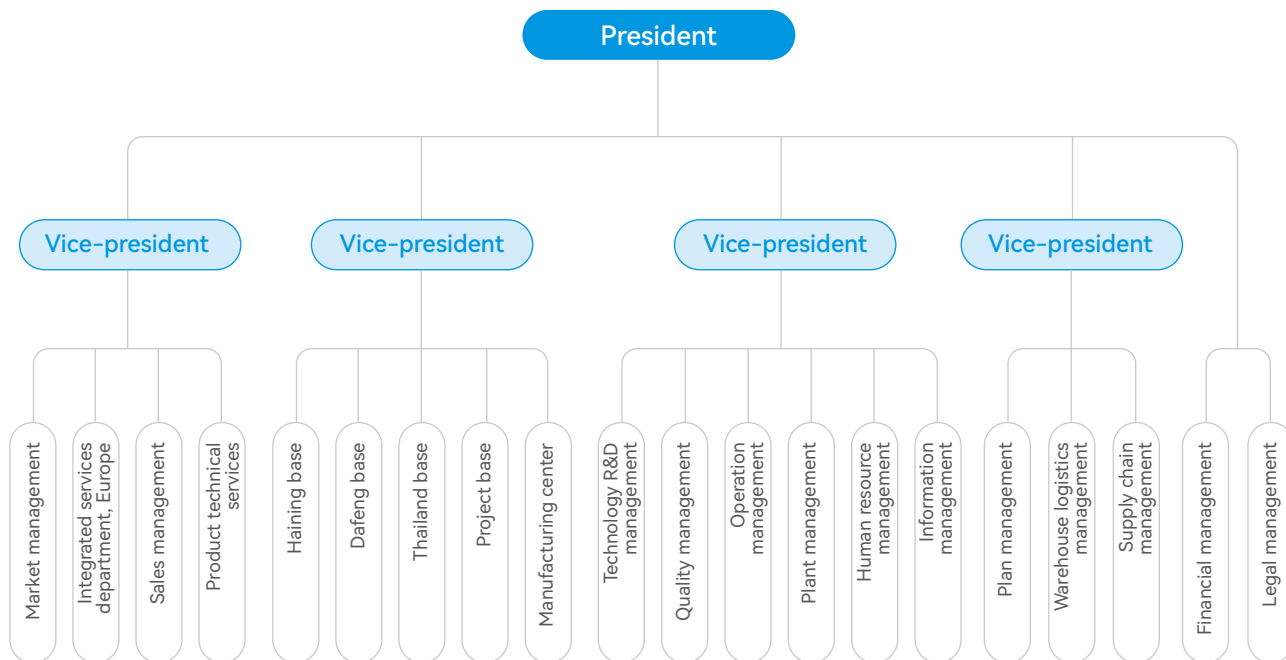 President
Vice-president
Vice-president
Vice-president
Vice-president
Market management
Integrated services
department, Europe
Sales management
Product technical
services
Haining base
Dafeng base
Thailand base
Project base
Manufacturing center
Technology R&D
management
Quality management
Operation
management
Plant management
Human resource
management
Information
management
Plan management
Warehouse logistics
management
Supply chain
management
Financial management
Legal management